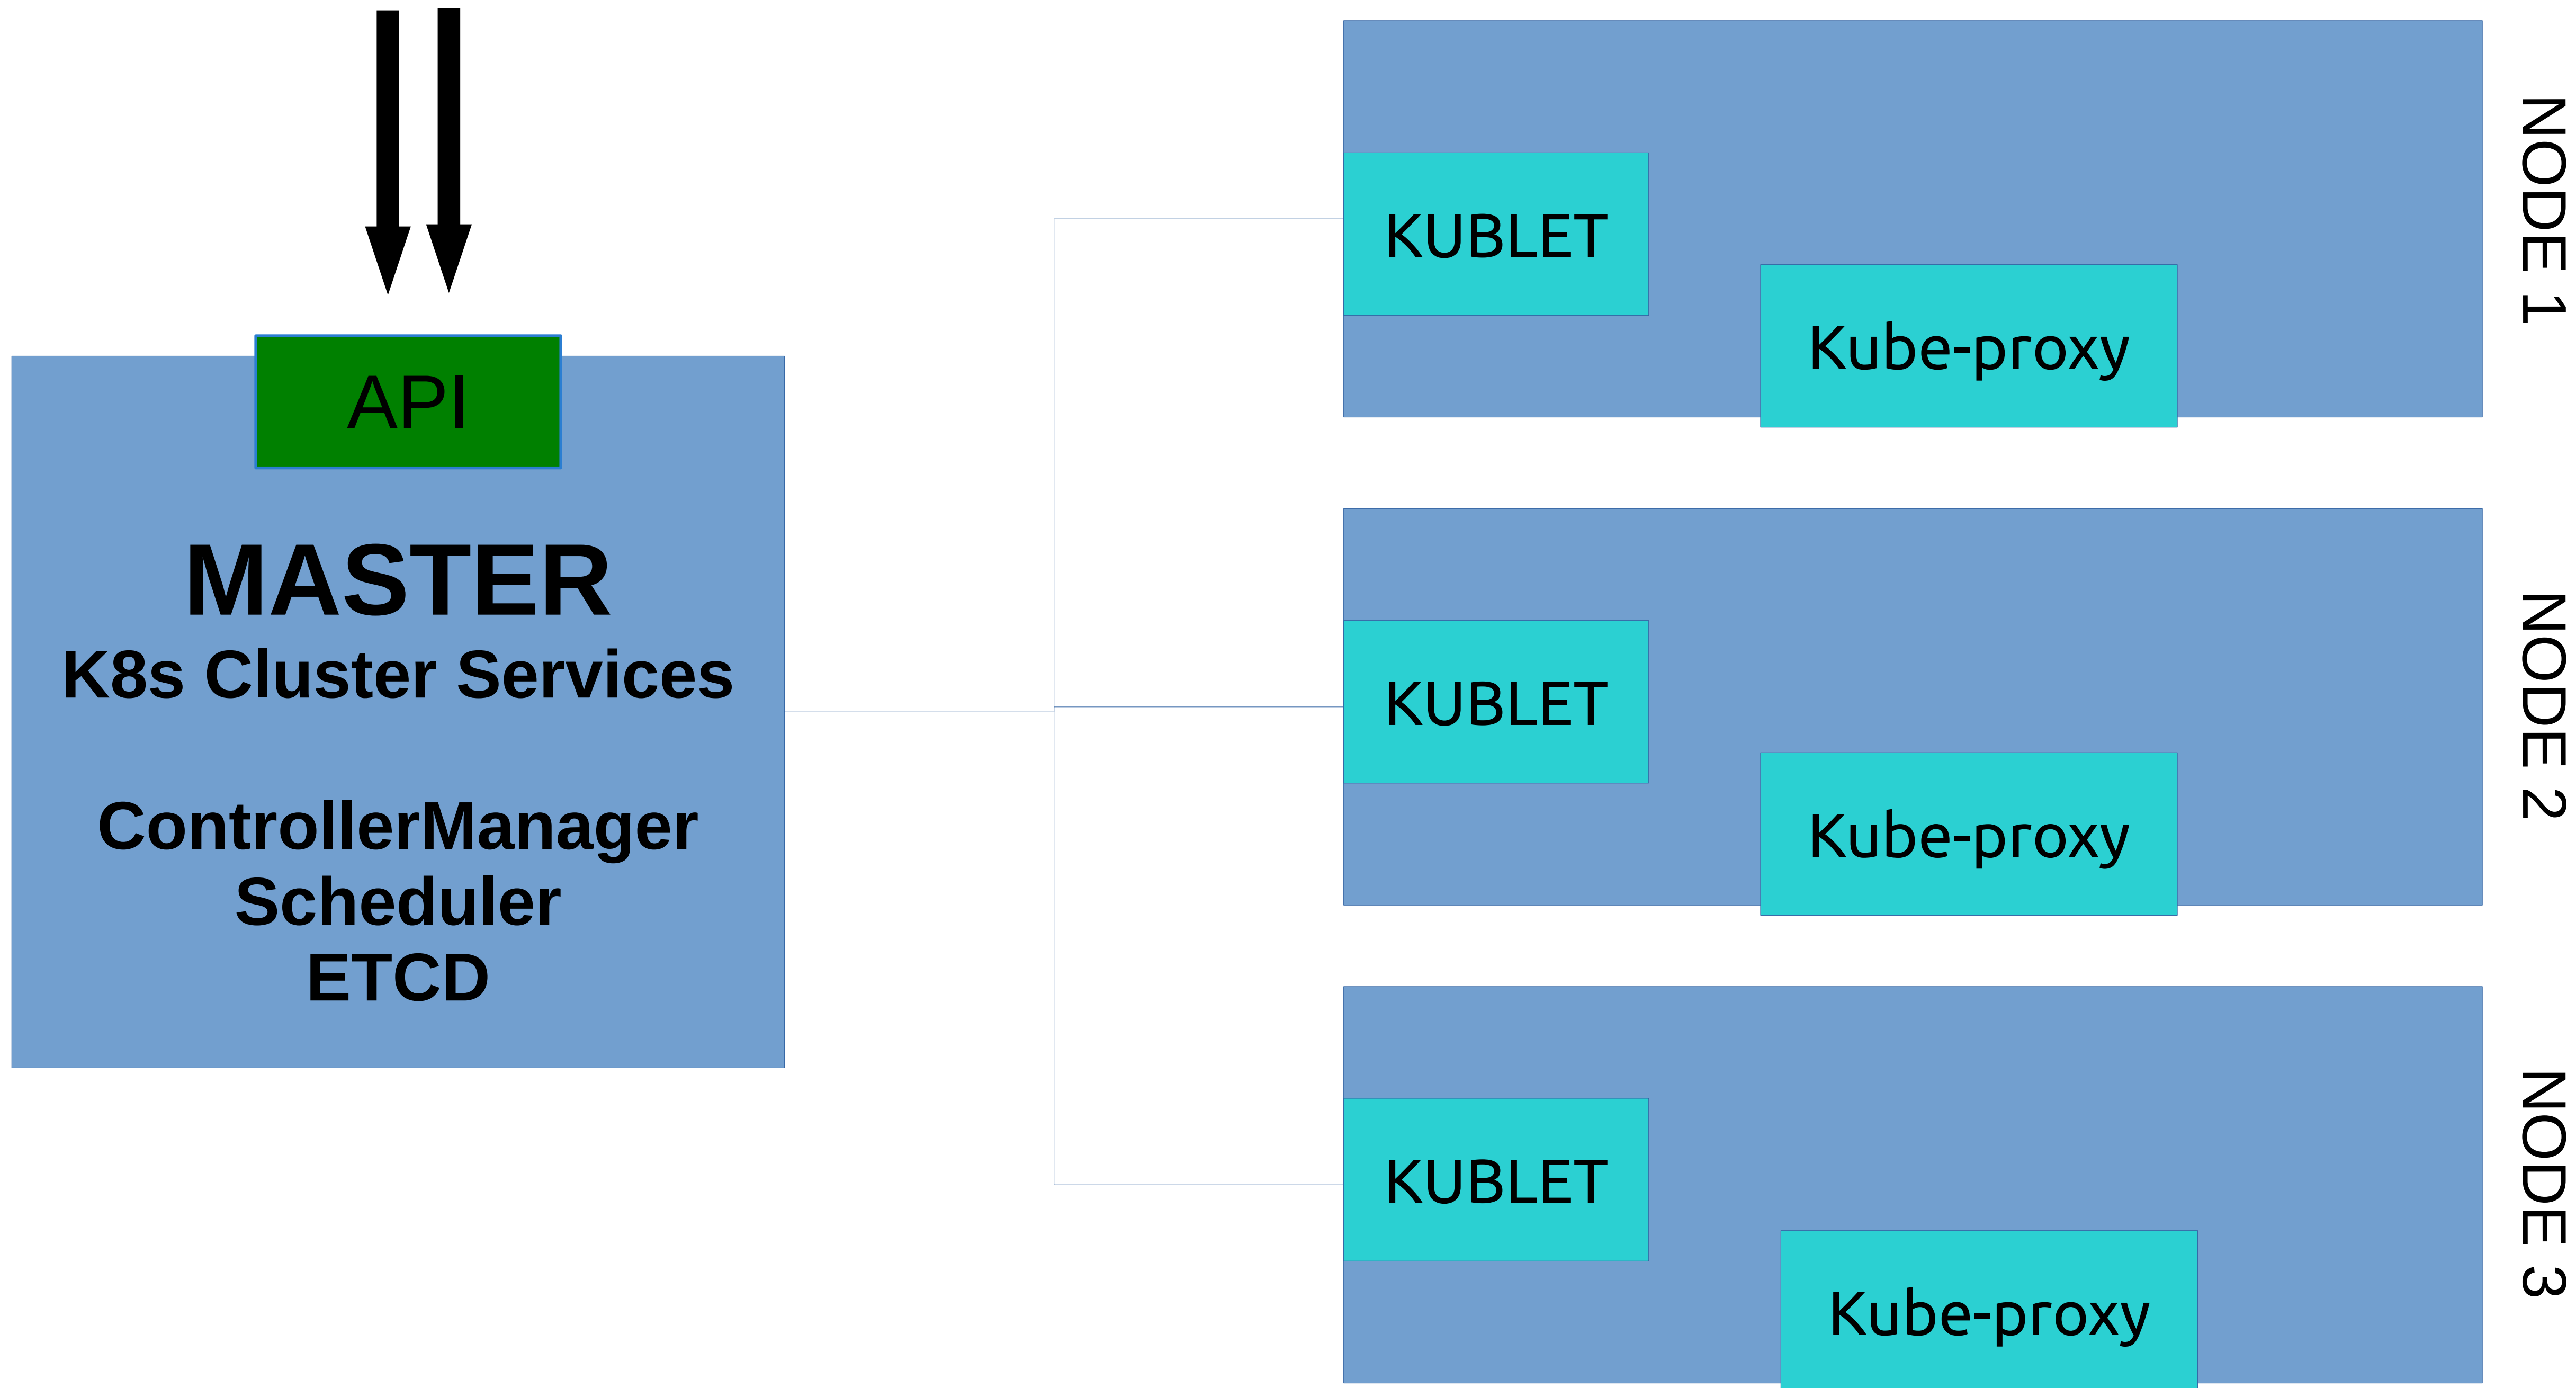 API
MASTER
K8s Cluster Services
ControllerManager
Scheduler
ETCD
KUBLET
Kube-proxy
NODE 1
KUBLET
Kube-proxy
NODE 2
KUBLET
Kube-proxy
NODE 3